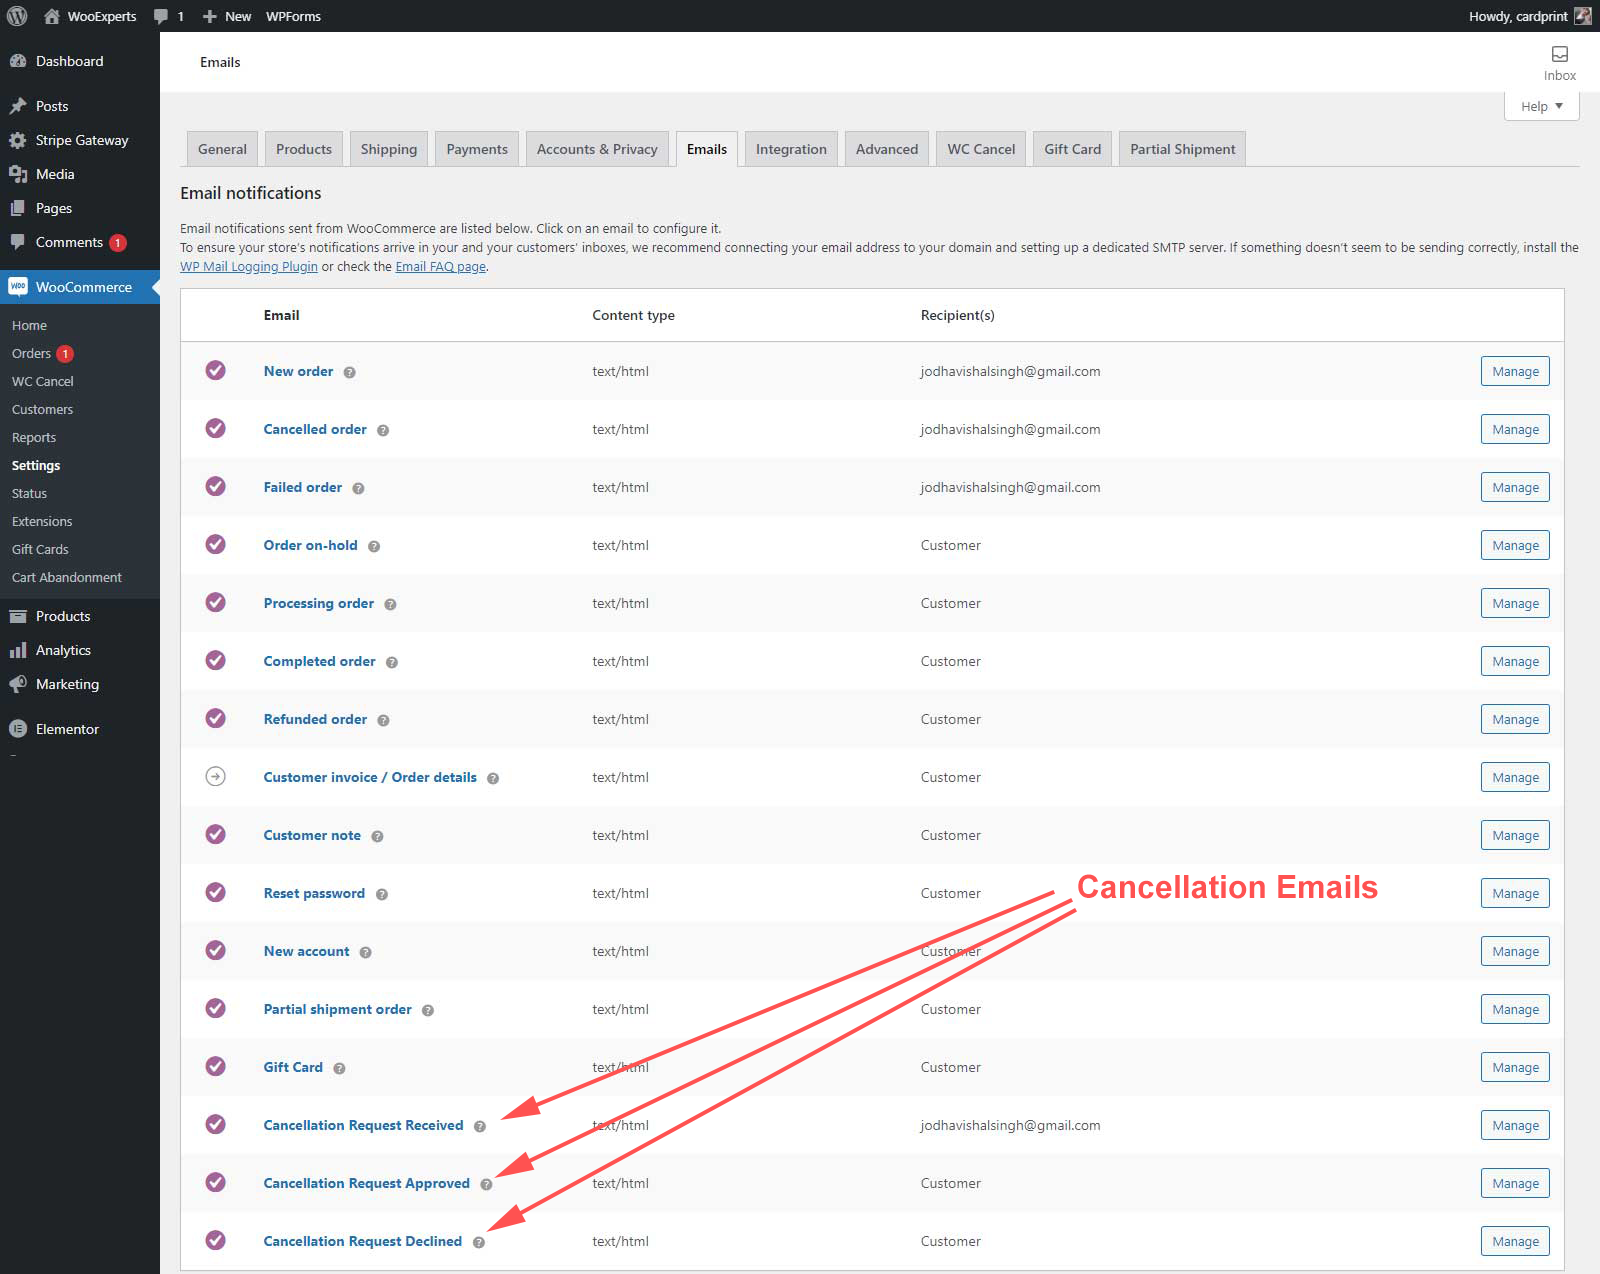 WooExperts 1 New WPForms Howdy, cardprint
Dashboard
Posts
Stripe Gateway
Media
Pages
Comments 1
WooCommerce
Home
Orders 1
WC Cancel
Customers
Reports
Settings
Status
Extensions
Gift Cards
Cart Abandonment
Products
Analytics
Marketing
Elementor
Emails
Inbox
Help
General Products Shipping Payments Accounts & Privacy Emails Integration Advanced WC Cancel Gift Card Partial Shipment
Email notifications
Email notifications sent from WooCommerce are listed below. Click on an email to configure it.
To ensure your store's notifications arrive in your and your customers' inboxes, we recommend connecting your email address to your domain and setting up a dedicated SMTP server. If something doesn't seem to be sending correctly, install the
WP Mail Logging Plugin or check the Email FAQ page.
Email Content type Recipient(s)
New order ? text/html jodhavishalsingh@gmail.com Manage
Cancelled order ? text/html jodhavishalsingh@gmail.com Manage
Failed order ? text/html jodhavishalsingh@gmail.com Manage
Order on-hold ? text/html Customer Manage
Processing order ? text/html Customer Manage
Completed order ? text/html Customer Manage
Refunded order ? text/html Customer Manage
Customer invoice / Order details ? text/html Customer Manage
Customer note ? text/html Customer Manage
Reset password ? text/html Customer Manage
Cancellation Emails
New account ? text/html Customer Manage
Partial shipment order ? text/html Customer Manage
Gift Card ? text/html Customer Manage
Cancellation Request Received ? text/html jodhavishalsingh@gmail.com Manage
Cancellation Request Approved ? text/html Customer Manage
Cancellation Request Declined ? text/html Customer Manage